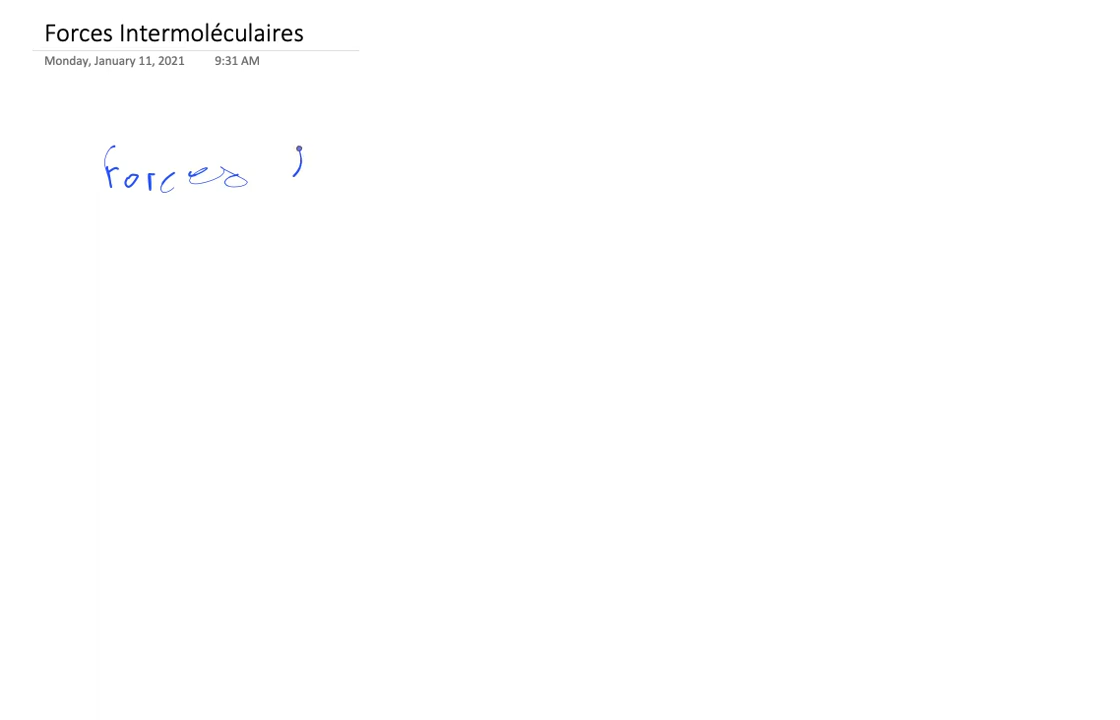 Forces Intermoléculaires
Monday, January 11, 2021 9:31 AM
forces